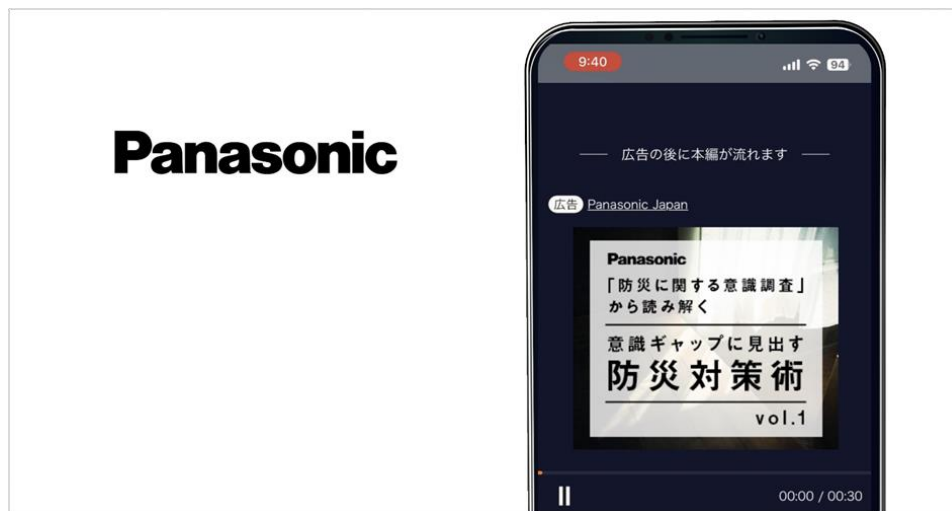 Panasonic
9:40
94
広告の後に本編が流れます
広告 Panasonic Japan
Panasonic
「防災に関する意識調査」
から読み解く
意識ギャップに見出す
防災対策術
vol.1
00:00 / 00:30